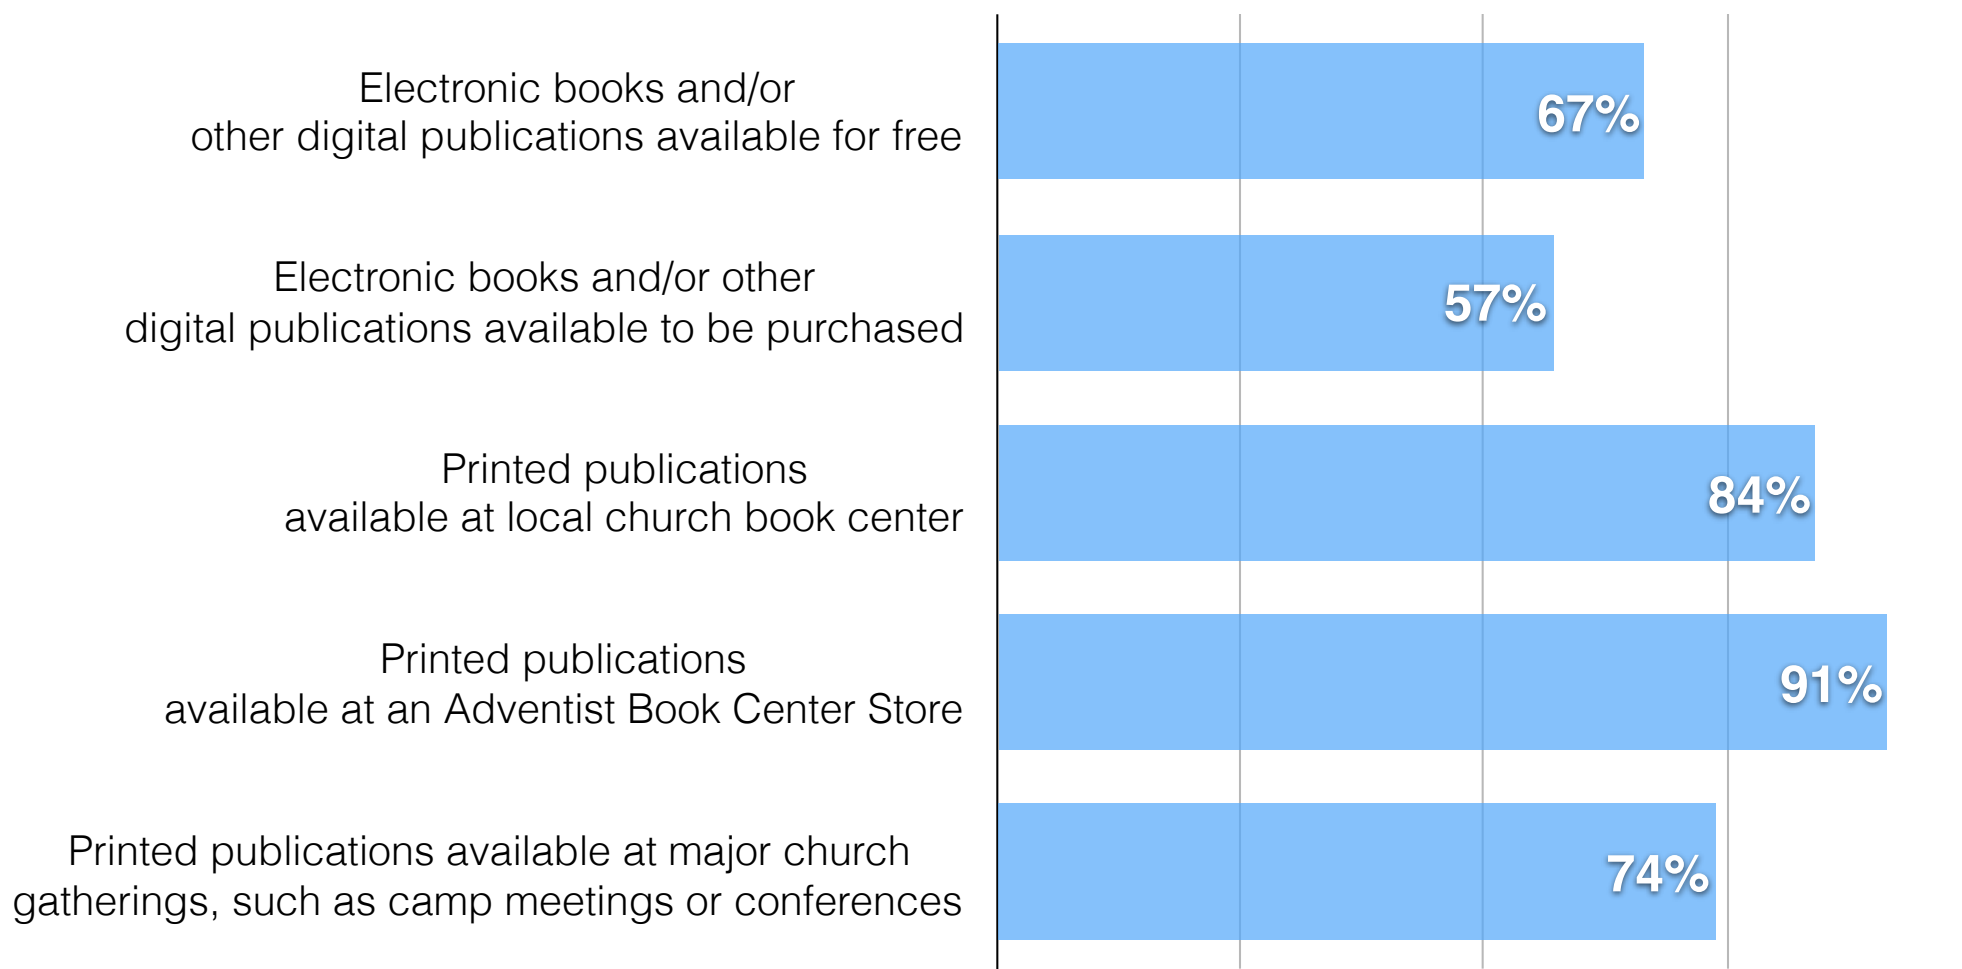 Electronic books and/or
other digital publications available for free
67%
Electronic books and/or other
digital publications available to be purchased
57%
Printed publications
available at local church book center
84%
Printed publications
available at an Adventist Book Center Store
91%
Printed publications available at major church
gatherings, such as camp meetings or conferences
74%